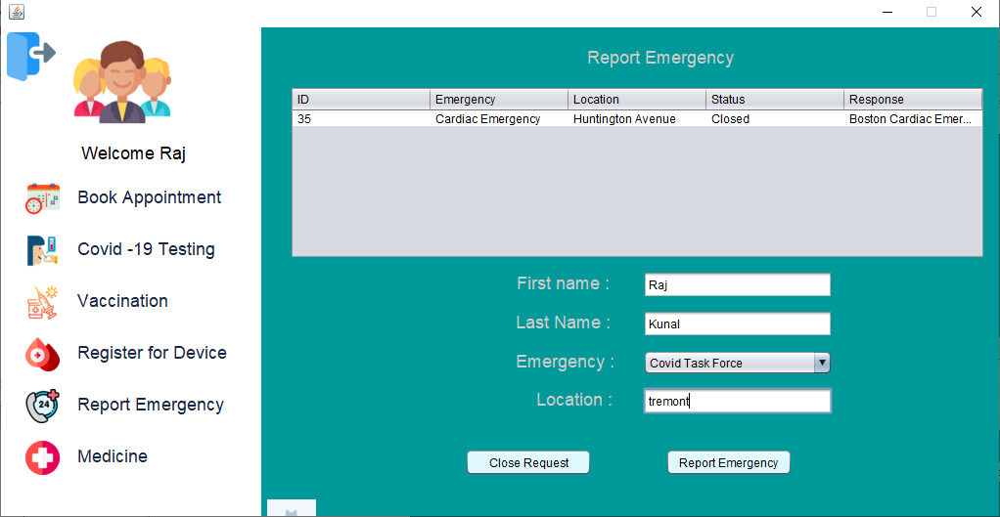 Report Emergency
ID Emergency Location Status Response
35 Cardiac Emergency Huntington Avenue Closed Boston Cardiac Emer...
Welcome Raj
Book Appointment
Covid -19 Testing
Vaccination
Register for Device
Report Emergency
24
Medicine
First name : Raj
Last Name : Kunal
Emergency : Covid Task Force
Location : tremont
Close Request Report Emergency